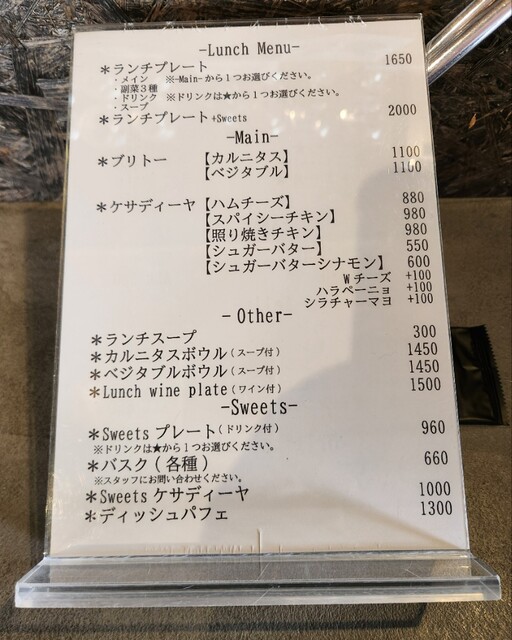 -Lunch Menu-
＊ランチプレート 1650
・メイン ※-Main-から1つお選びください。
・副菜3種
・ドリンク ※ドリンクは★から1つお選びください。
・スープ
＊ランチプレート +Sweets 2000
-Main-
＊ブリトー 【カルニタス】 1100
【ベジタブル】 1100
＊ケサディーヤ【ハムチーズ】 880
【スパイシーチキン】 980
【照り焼きチキン】 980
【シュガーバター】 550
【シュガーバターシナモン】 600
Wチーズ +100
ハラペーニョ +100
シラチャーマヨ +100
- Other-
＊ランチスープ 300
＊カルニタスボウル(スープ付) 1450
＊ベジタブルボウル(スープ付) 1450
＊Lunch wine plate(ワイン付) 1500
-Sweets-
＊Sweets プレート(ドリンク付) 960
※ドリンクは★から1つお選びください。
＊バスク(各種) 660
※スタッフにお問い合わせください。
＊Sweets ケサディーヤ 1000
＊ディッシュパフェ 1300